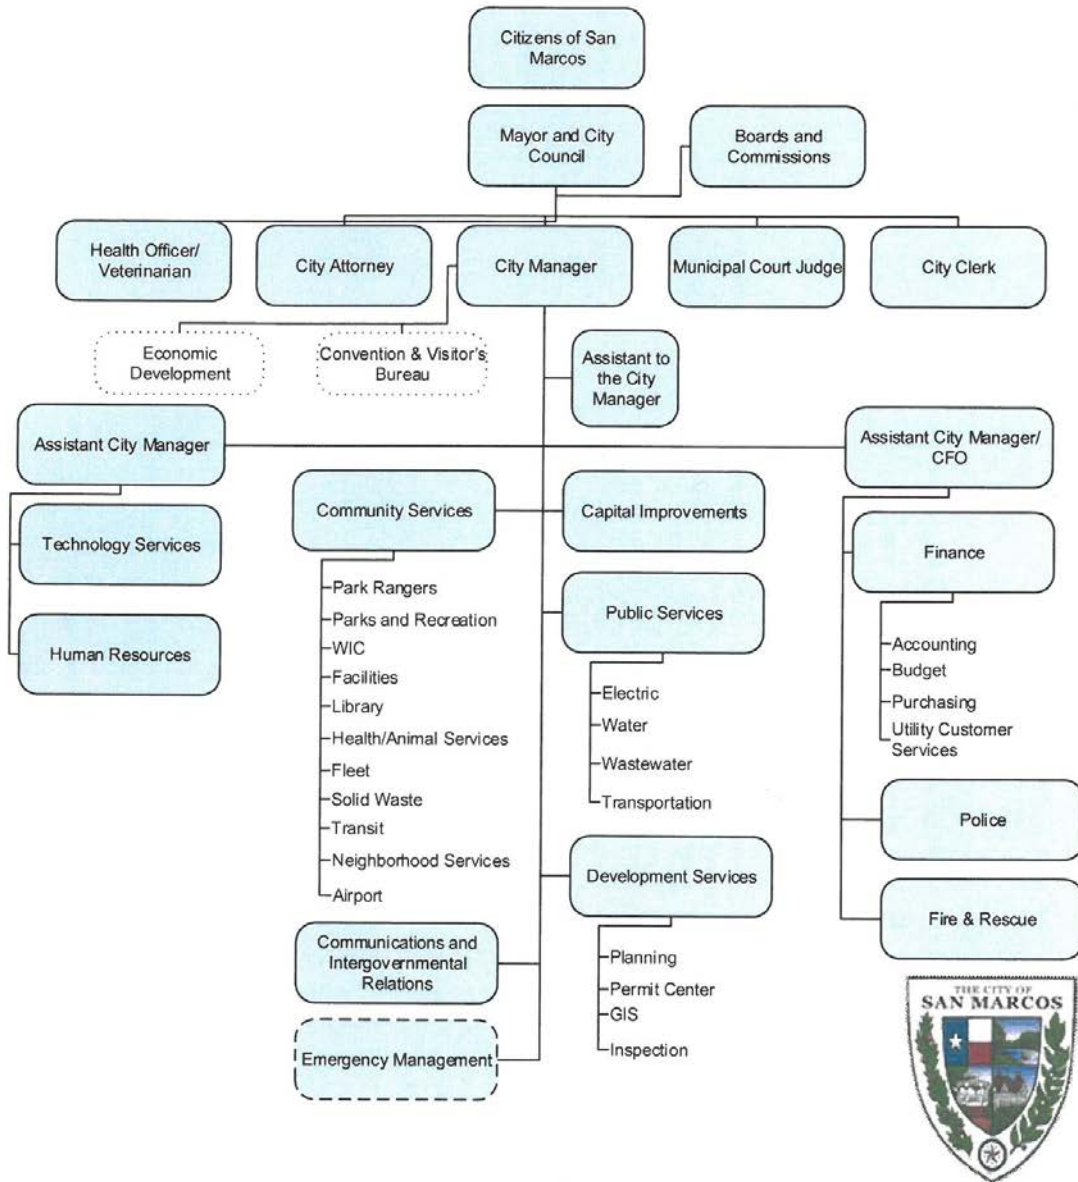 Citizens of San
Marcos
Mayor and City
Council
Boards and
Commissions
Health Officer/
Veterinarian
City Attorney
City Manager
Municipal Court Judge
City Clerk
Economic
Development
Convention & Visitor's
Bureau
Assistant to
the City
Manager
Assistant City Manager
Assistant City Manager/
CFO
Technology Services
Human Resources
Community Services
Park Rangers
Parks and Recreation
WIC
Facilities
Library
Health/Animal Services
Fleet
Solid Waste
Transit
Neighborhood Services
Airport
Communications and
Intergovernmental
Relations
Emergency Management
Capital Improvements
Public Services
Electric
Water
Wastewater
Transportation
Development Services
Planning
Permit Center
GIS
Inspection
Finance
Accounting
Budget
Purchasing
Utility Customer
Services
Police
Fire & Rescue
THE CITY OF
SAN MARCOS